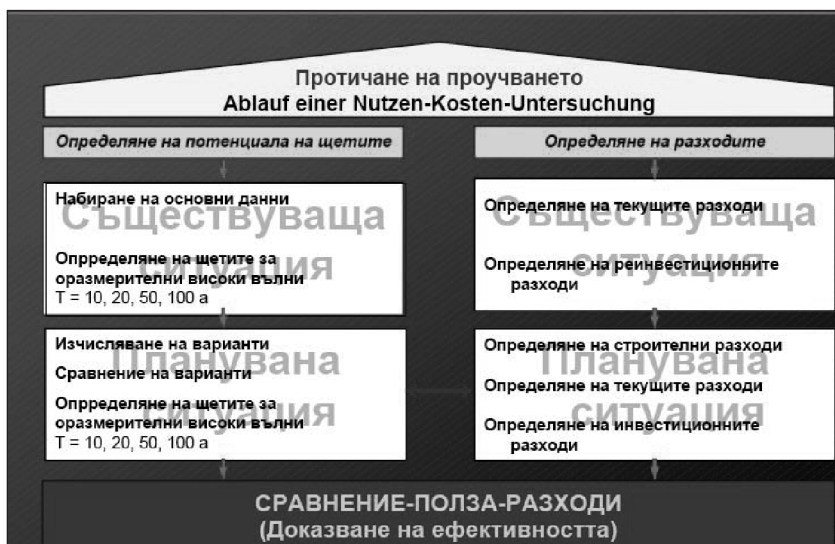 Протичане на проучването
Ablauf einer Nutzen-Kosten-Untersuchung
Определяне на потенциала на щетите
Набиране на основни данни
Съществуваща
ситуация
Опрределяне на щетите за
оразмерителни високи вълни
T = 10, 20, 50, 100 a
Изчисляване на варианти
Планувана
Сравнение на варианти
ситуация
Опрределяне на щетите за
оразмерителни високи вълни
T = 10, 20, 50, 100 a
Определяне на разходите
Определяне на текущите разходи
Съществуваща
ситуация
Определяне на реинвестиционните
разходи
Определяне на строителни разходи
Планувана
Определяне на текущите разходи
ситуация
Определяне на инвестиционните
разходи
СРАВНЕНИЕ-ПОЛЗА-РАЗХОДИ
(Доказване на ефективността)